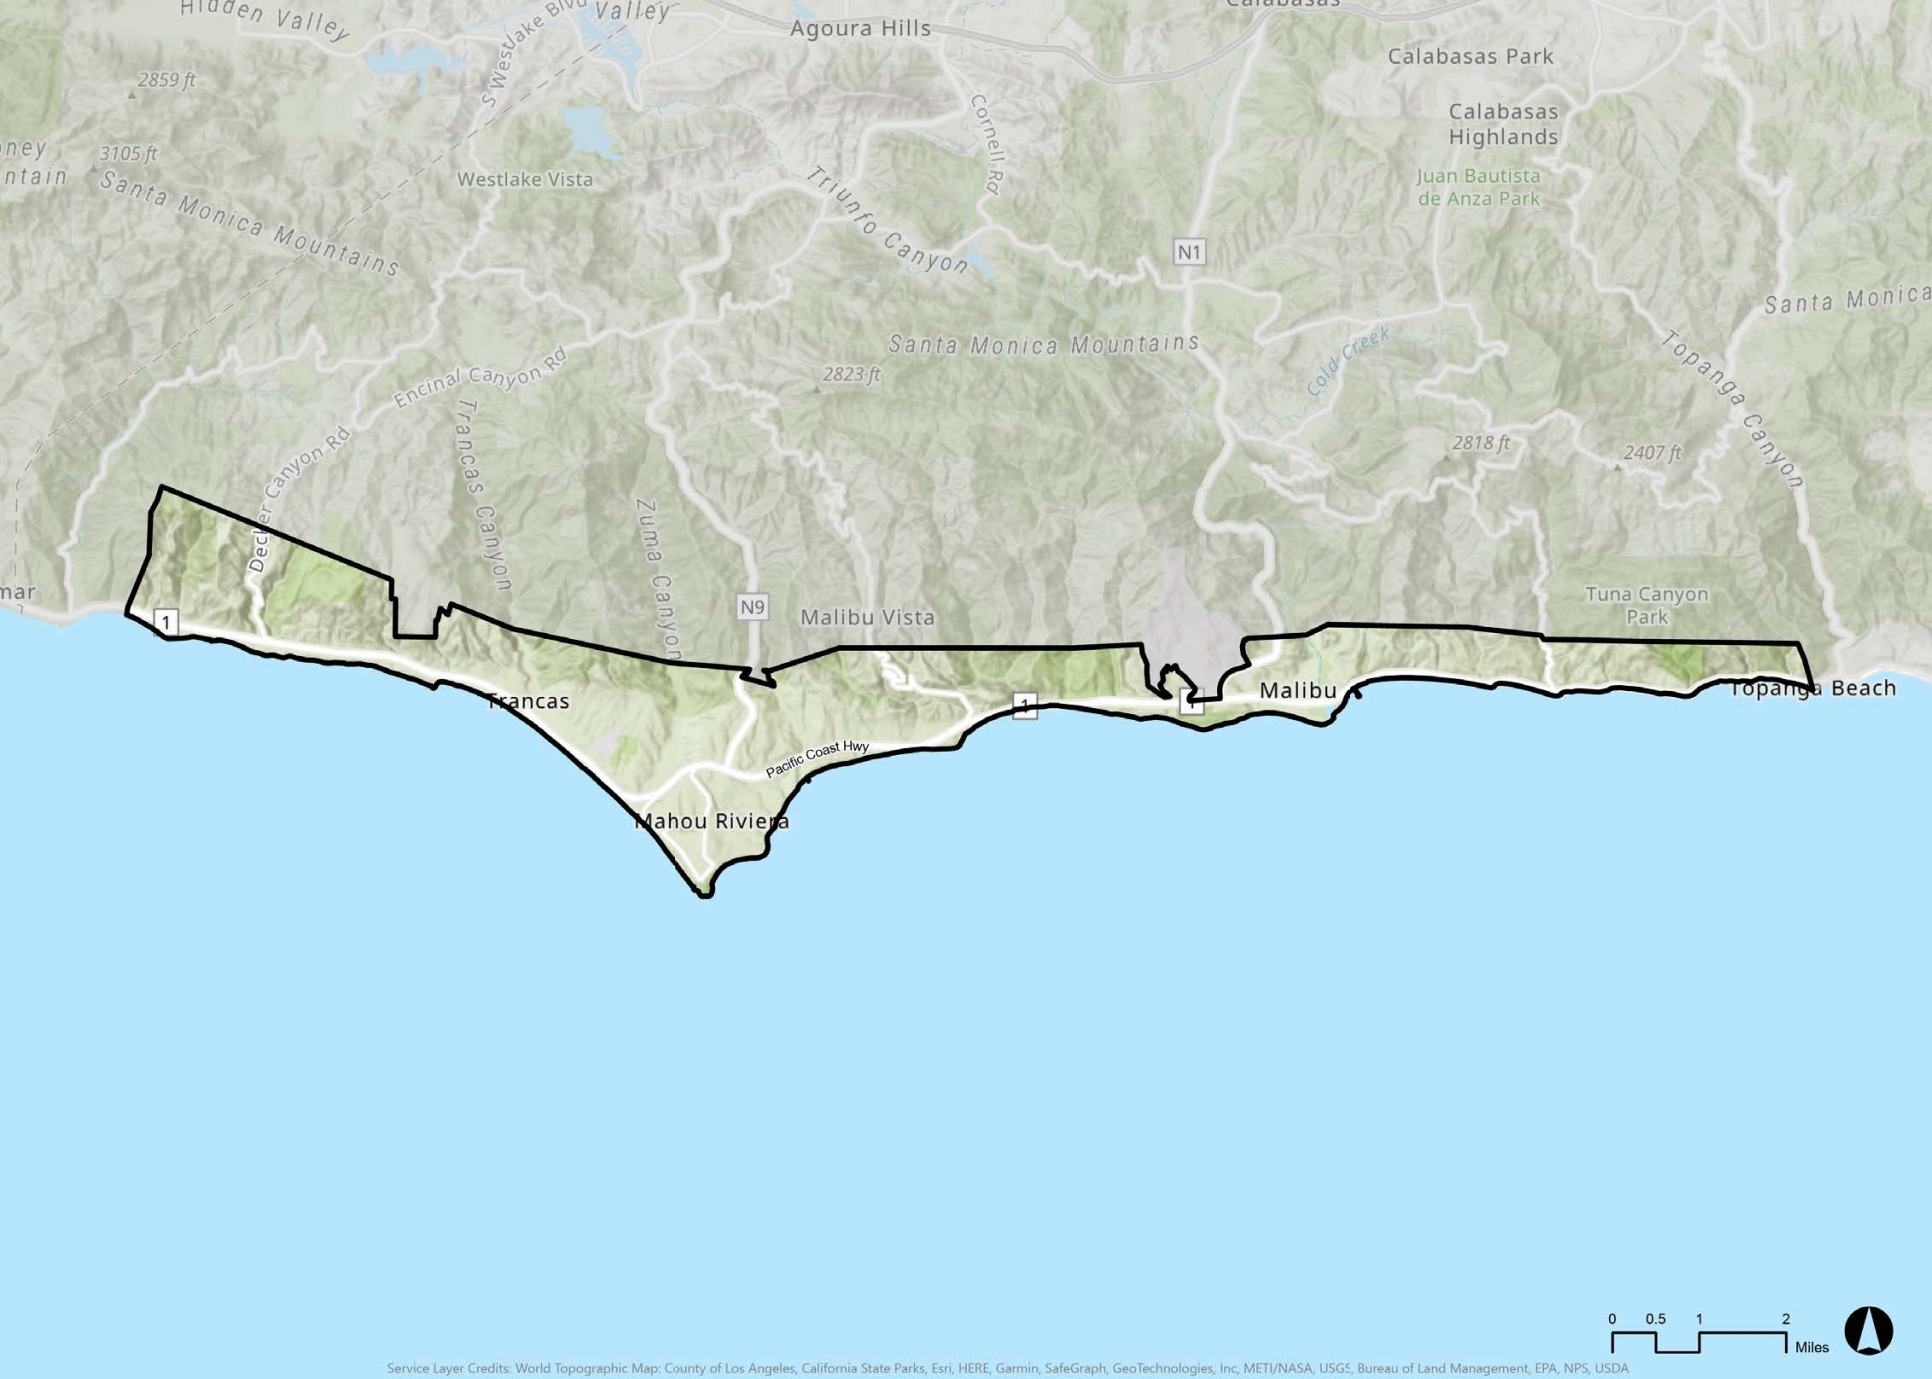 Hidden Valley
S Westlake Blvd
Valley
Agoura Hills
Calabasas
Calabasas Park
2859 ft
Calabasas
Highlands
Cornell Rd
3105 ft
Santa Monica Mountains
Westlake Vista
Triunfo Canyon
Juan Bautista
de Anza Park
N1
Santa Monica
Santa Monica Mountains
Cold Creek
Topanga Canyon
Encinal Canyon Rd
2823 ft
Trancas Canyon
Decker Canyon Rd
2818 ft
2407 ft
Zuma Canyon
N9
Malibu Vista
Tuna Canyon
Park
1
Trancas
1
1
Malibu
Topanga Beach
Pacific Coast Hwy
Mahou Riviera
0 0.5 1 2
Miles
Service Layer Credits: World Topographic Map: County of Los Angeles, California State Parks, Esri, HERE, Garmin, SafeGraph, GeoTechnologies, Inc, METI/NASA, USGS, Bureau of Land Management, EPA, NPS, USDA